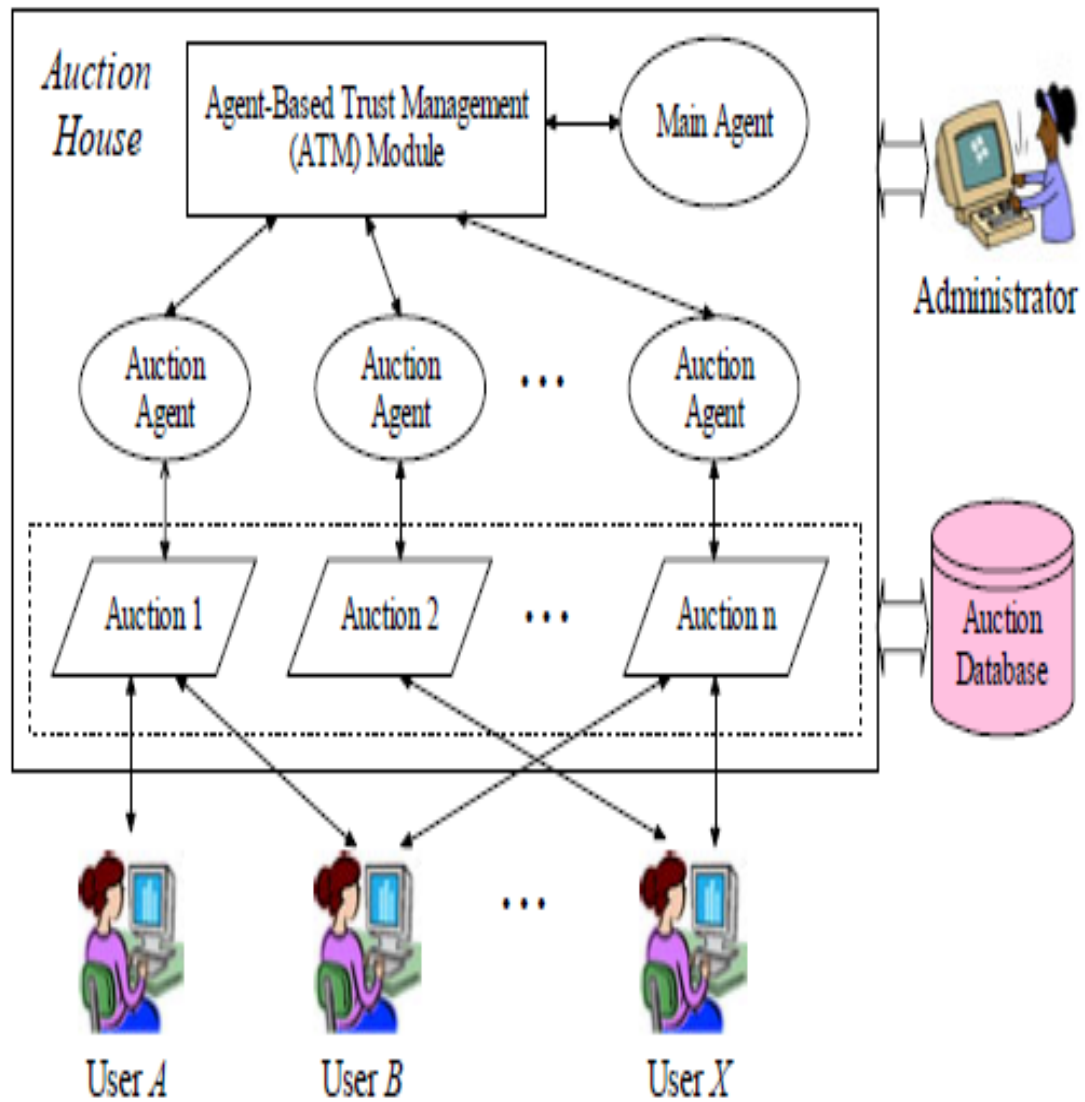 Auction
House
Agent-Based Trust Management
(ATM) Module
Main Agent
Administrator
Auction
Agent
Auction
Agent
...
Auction
Agent
Auction 1
Auction 2
...
Auction n
Auction
Database
...
User A
User B
User X